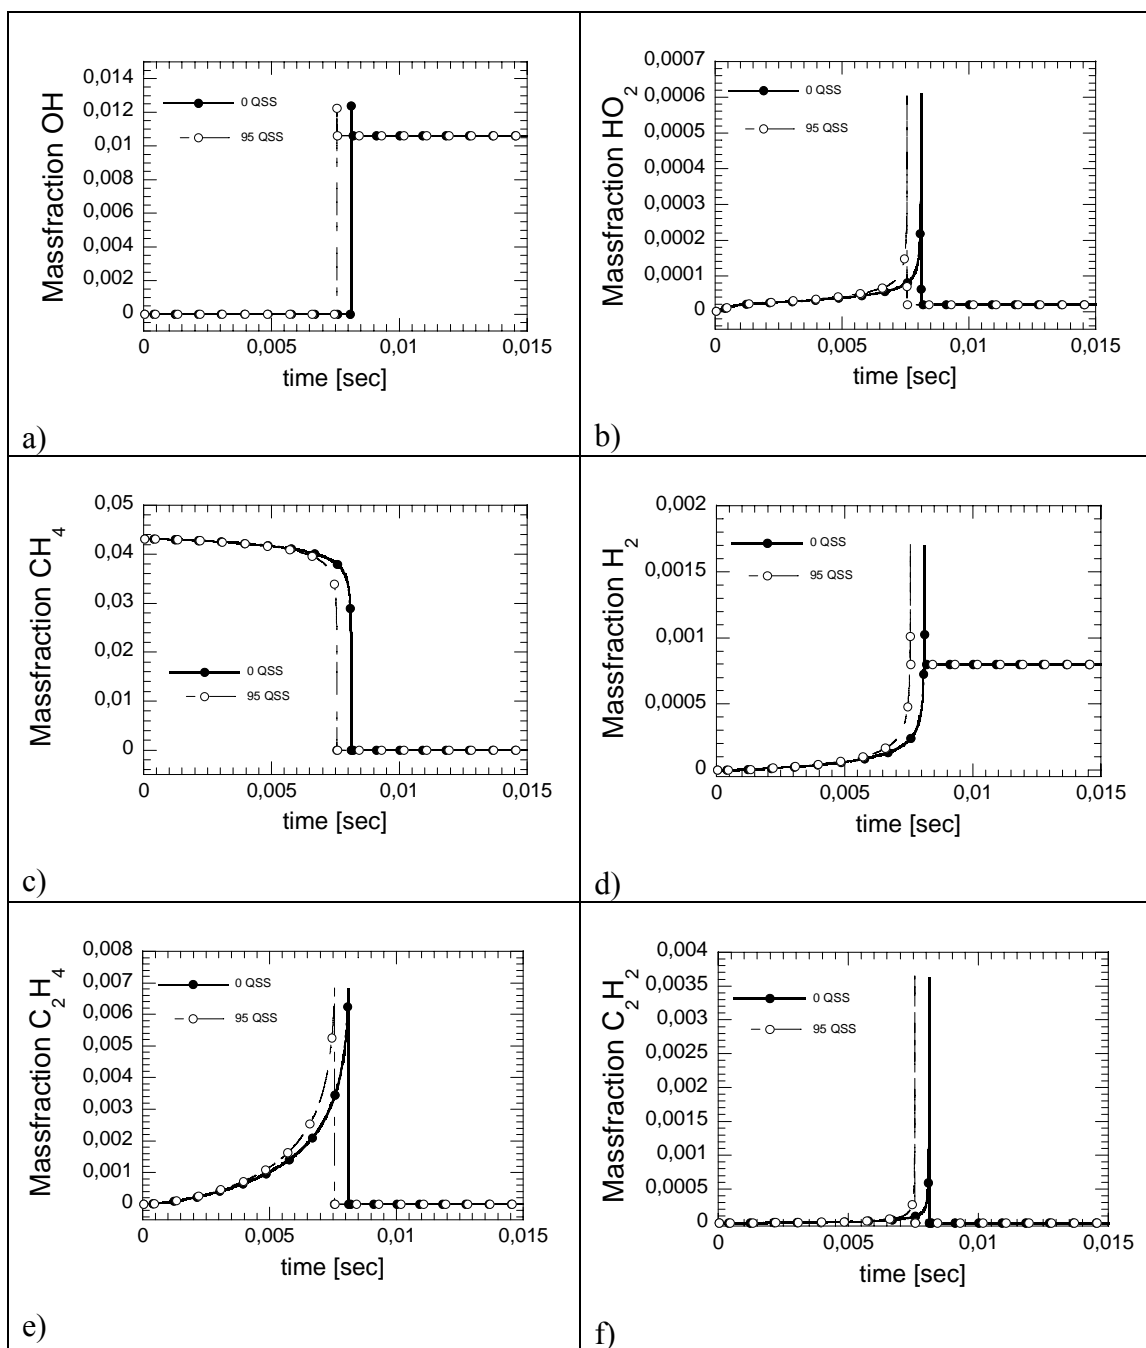 Massfraction OH
0,014
0,012
0,01
0,008
0,006
0,004
0,002
0
0 QSS
95 QSS
0 0,005 0,01 0,015
time [sec]
a)
Massfraction HO2
0,0007
0,0006
0,0005
0,0004
0,0003
0,0002
0,0001
0
0 QSS
95 QSS
0 0,005 0,01 0,015
time [sec]
b)
Massfraction CH4
0,05
0,04
0,03
0,02
0,01
0
0 QSS
95 QSS
0 0,005 0,01 0,015
time [sec]
c)
Massfraction H2
0,002
0,0015
0,001
0,0005
0
0 QSS
95 QSS
0 0,005 0,01 0,015
time [sec]
d)
Massfraction C2H4
0,008
0,007
0,006
0,005
0,004
0,003
0,002
0,001
0
0 QSS
95 QSS
0 0,005 0,01 0,015
time [sec]
e)
Massfraction C2H2
0,004
0,0035
0,003
0,0025
0,002
0,0015
0,001
0,0005
0
0 QSS
95 QSS
0 0,005 0,01 0,015
time [sec]
f)